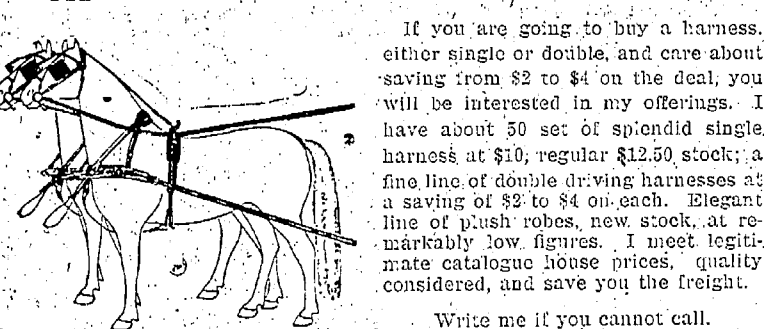 If you are going to buy a harness,
either single or double, and care about
saving from $2 to $4 on the deal, you
will be interested in my offerings. I
have about 50 set of splendid single
harness at $10; regular $12.50 stock; a
fine line of double driving harnesses at
a saving of $2 to $4 on each. Elegant
line of plush robes, new stock, at re-
markably low figures. I meet legiti-
mate catalogue house prices, quality
considered, and save you the freight.
Write me if you cannot call.